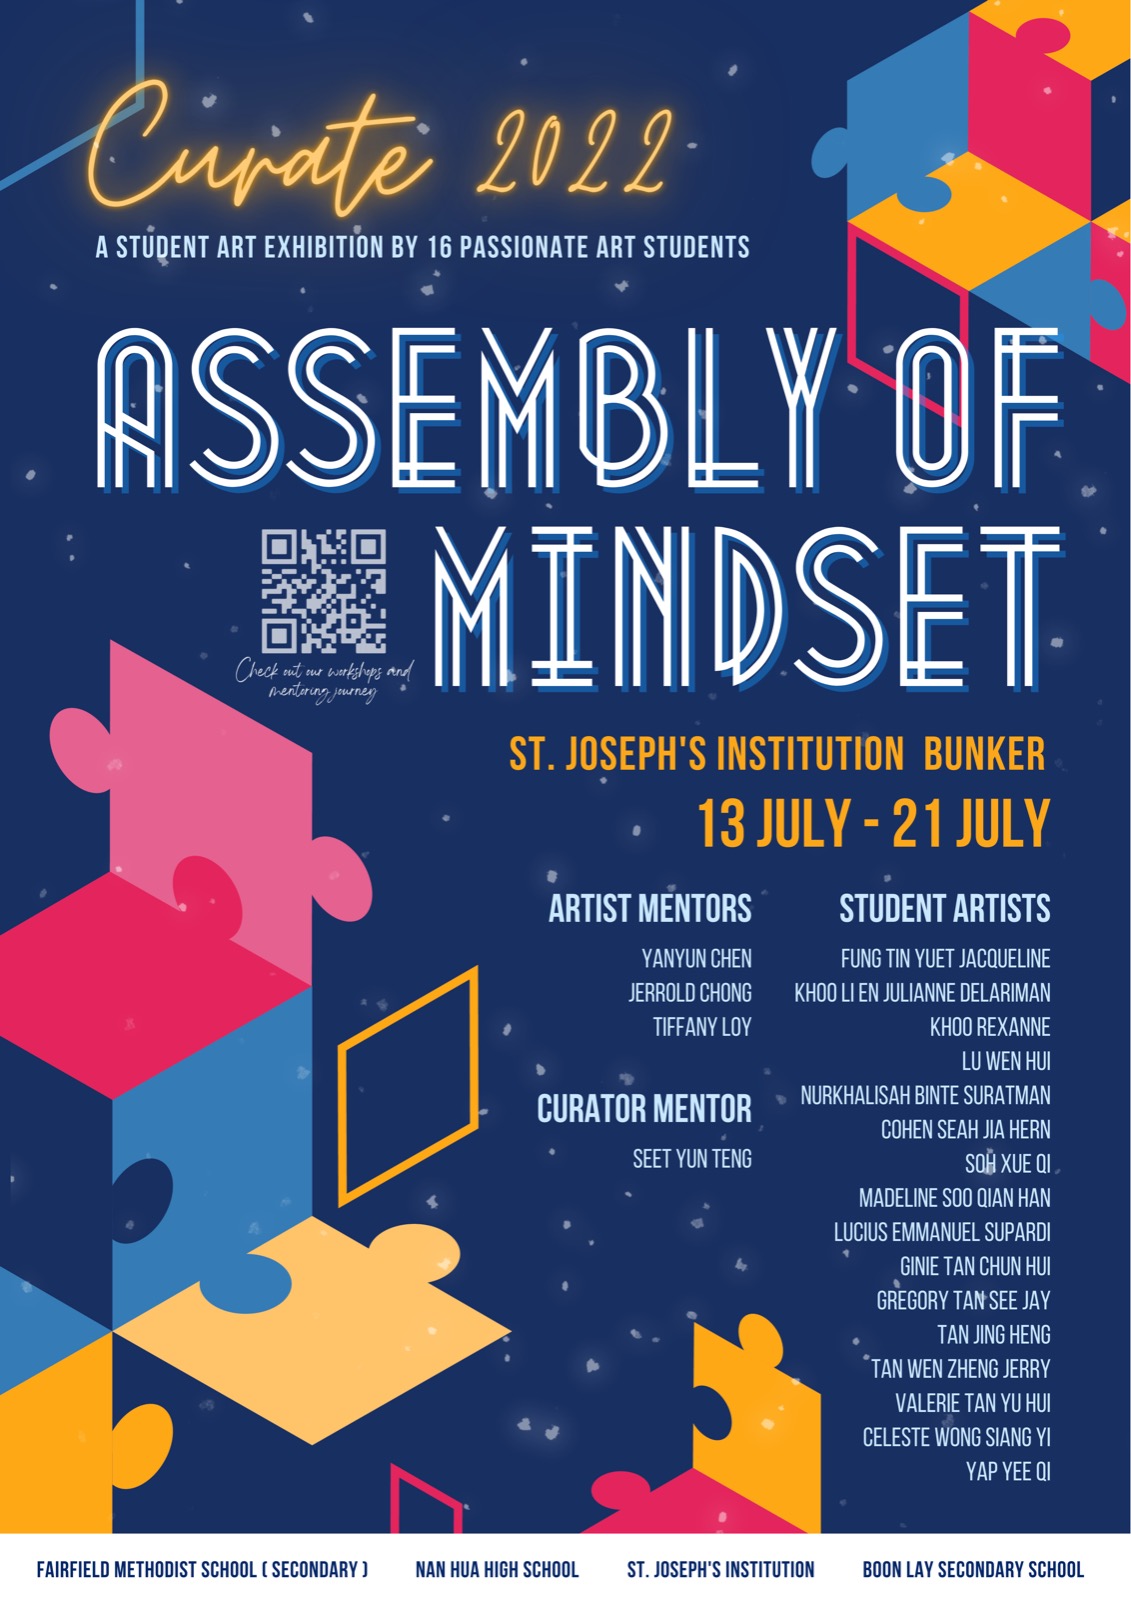 Curate 2022
A STUDENT ART EXHIBITION BY 16 PASSIONATE ART STUDENTS
ASSEMBLY OF
MINDSET
Check out our workshops and
mentoring journey
ST. JOSEPH'S INSTITUTION BUNKER
13 JULY - 21 JULY
ARTIST MENTORS
YANYUN CHEN
JERROLD CHONG
TIFFANY LOY
CURATOR MENTOR
SEET YUN TENG
STUDENT ARTISTS
FUNG TIN YUET JACQUELINE
KHOO LI EN JULIANNE DELARIMAN
KHOO REXANNE
LU WEN HUI
NURKHALISAH BINTE SURATMAN
COHEN SEAH JIA HERN
SOH XUE QI
MADELINE SOO QIAN HAN
LUCIUS EMMANUEL SUPARDI
GINIE TAN CHUN HUI
GREGORY TAN SEE JAY
TAN JING HENG
TAN WEN ZHENG JERRY
VALERIE TAN YU HUI
CELESTE WONG SIANG YI
YAP YEE QI
FAIRFIELD METHODIST SCHOOL ( SECONDARY ) NAN HUA HIGH SCHOOL ST. JOSEPH'S INSTITUTION BOON LAY SECONDARY SCHOOL